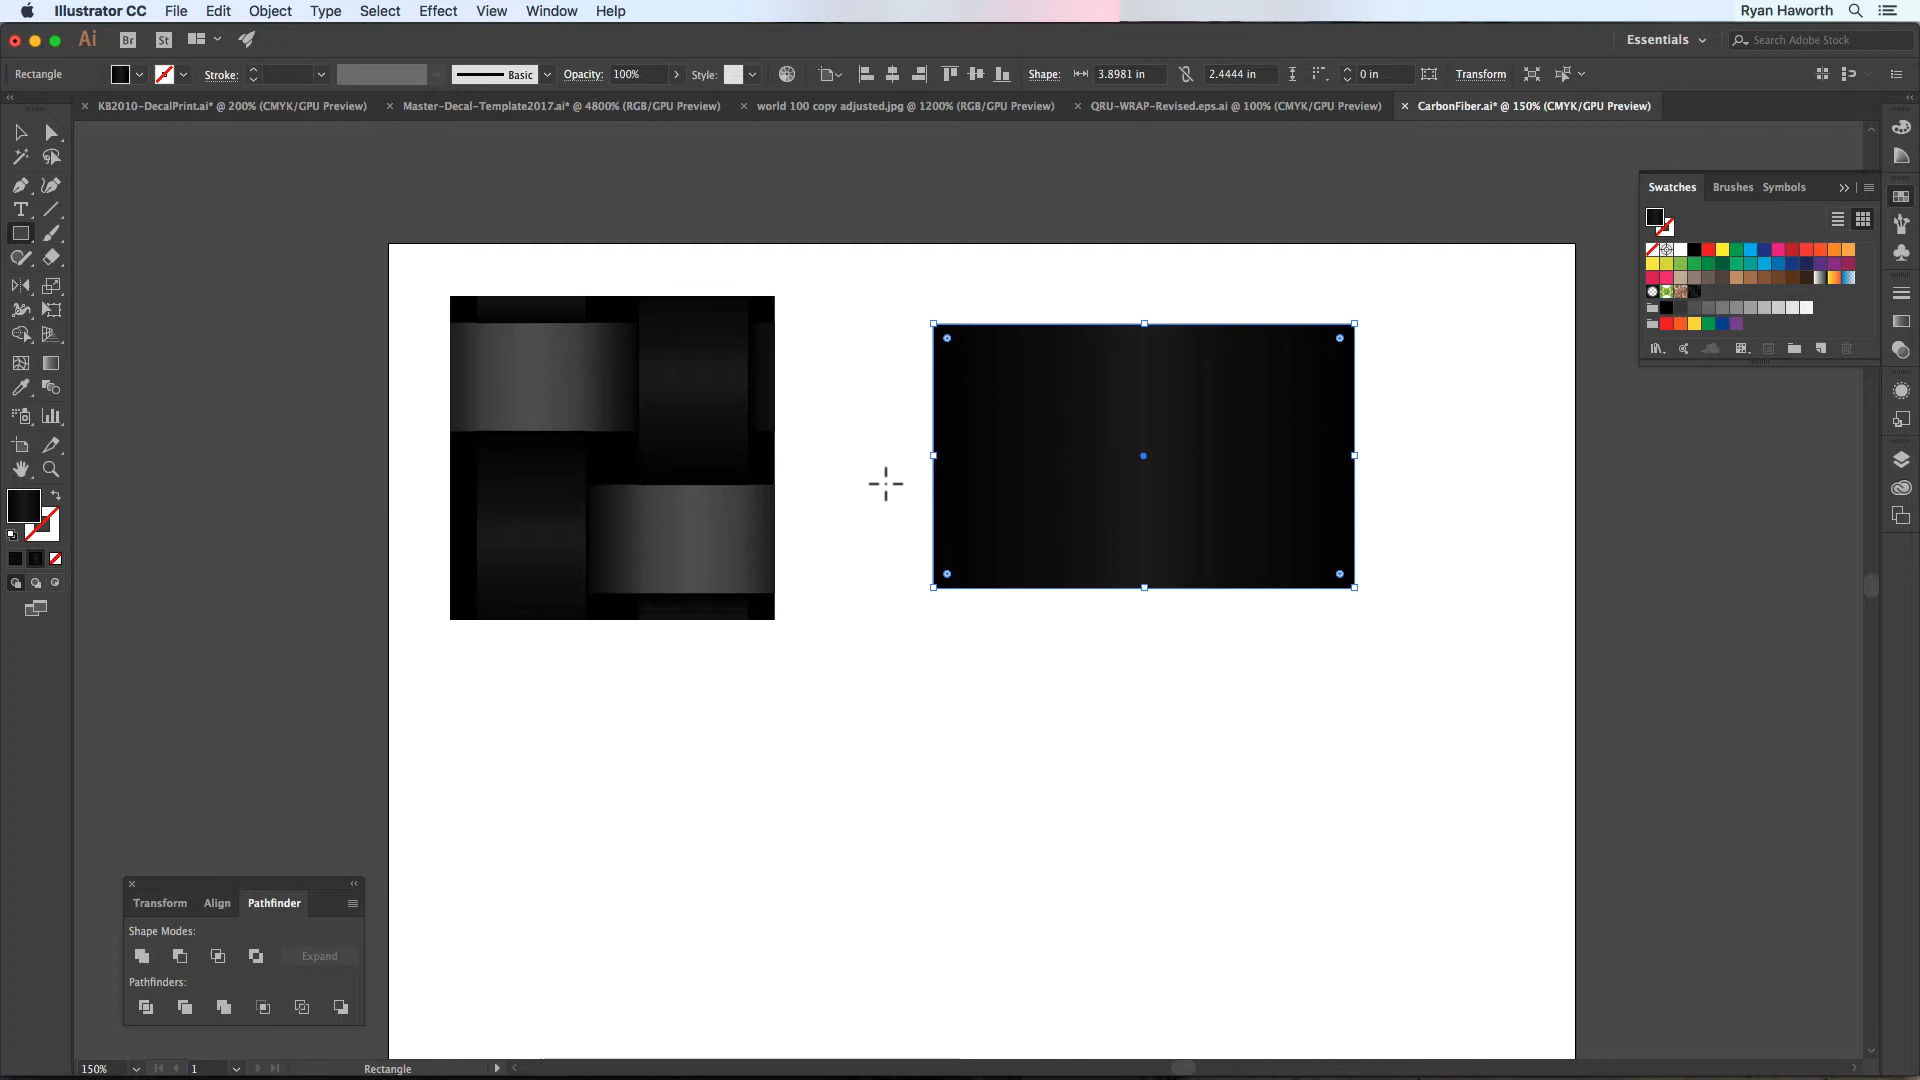 Illustrator CC File Edit Object Type Select Effect View Window Help Ryan Haworth
Ai Br St Essentials Search Adobe Stock
Rectangle Stroke: Basic Opacity: 100% Style: Shape: 3.8981 in 2.4444 in 0 in Transform
KB2010-DecalPrint.ai* @ 200% (CMYK/GPU Preview) Master-Decal-Template2017.ai* @ 4800% (RGB/GPU Preview) world 100 copy adjusted.jpg @ 1200% (RGB/GPU Preview) QRU-WRAP-Revised.eps.ai @ 100% (CMYK/GPU Preview) CarbonFiber.ai* @ 150% (CMYK/GPU Preview)
Swatches Brushes Symbols
Transform Align Pathfinder
Shape Modes:
Expand
Pathfinders:
150% 1 Rectangle